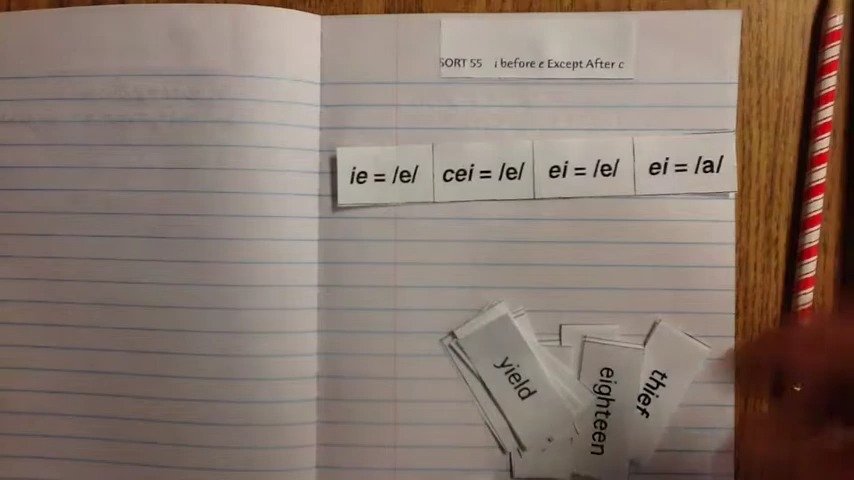 SORT 55 i before e Except After c
ie = /e/ cei = /e/ ei = /e/ ei = /a/
yield
eighteen
thief